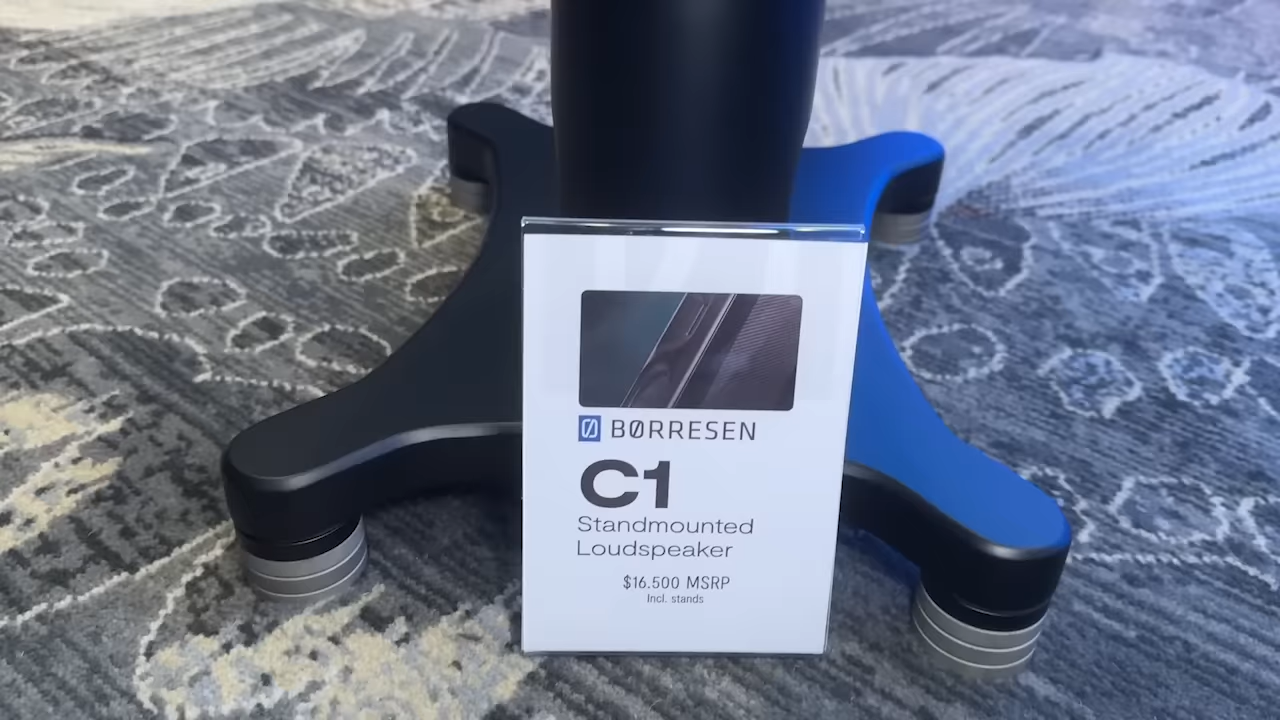 BØRRESEN
C1
Standmounted
Loudspeaker
$16.500 MSRP
Incl. stands